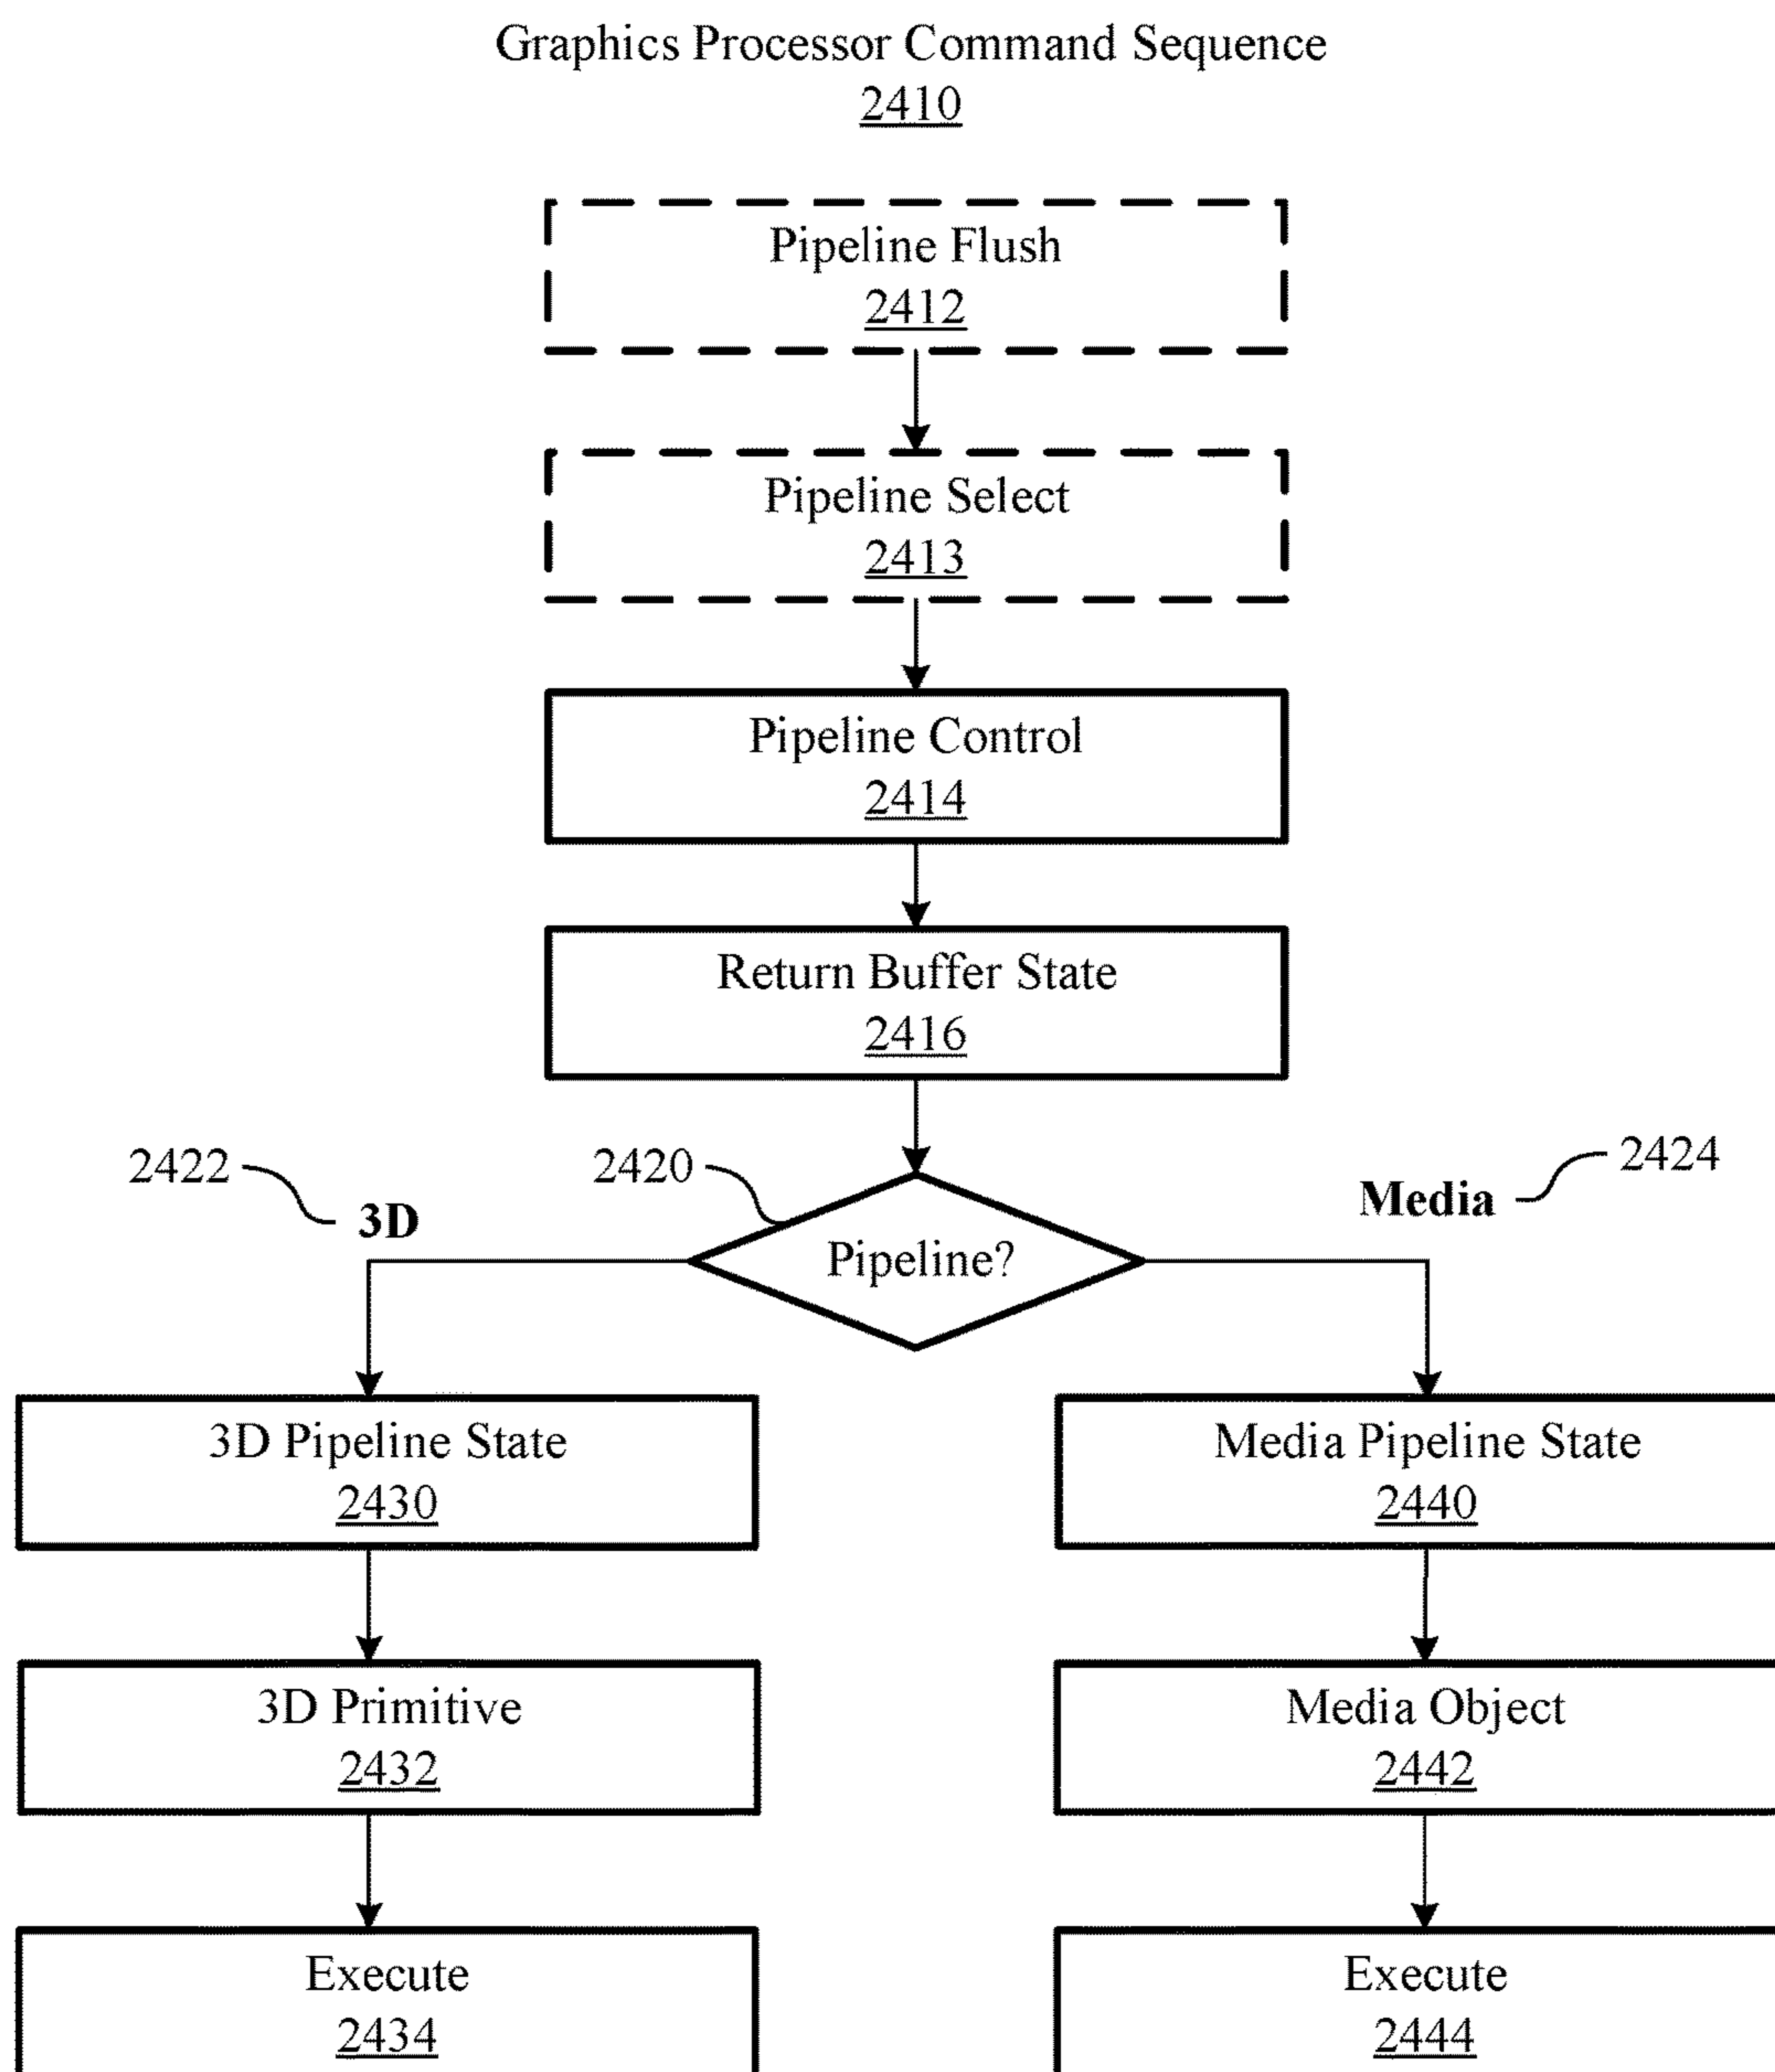 Graphics Processor Command Sequence
2410
Pipeline Flush
2412
Pipeline Select
2413
Pipeline Control
2414
Return Buffer State
2416
2422
2420
2424
3D
Media
Pipeline?
3D Pipeline State
2430
Media Pipeline State
2440
3D Primitive
2432
Media Object
2442
Execute
2434
Execute
2444